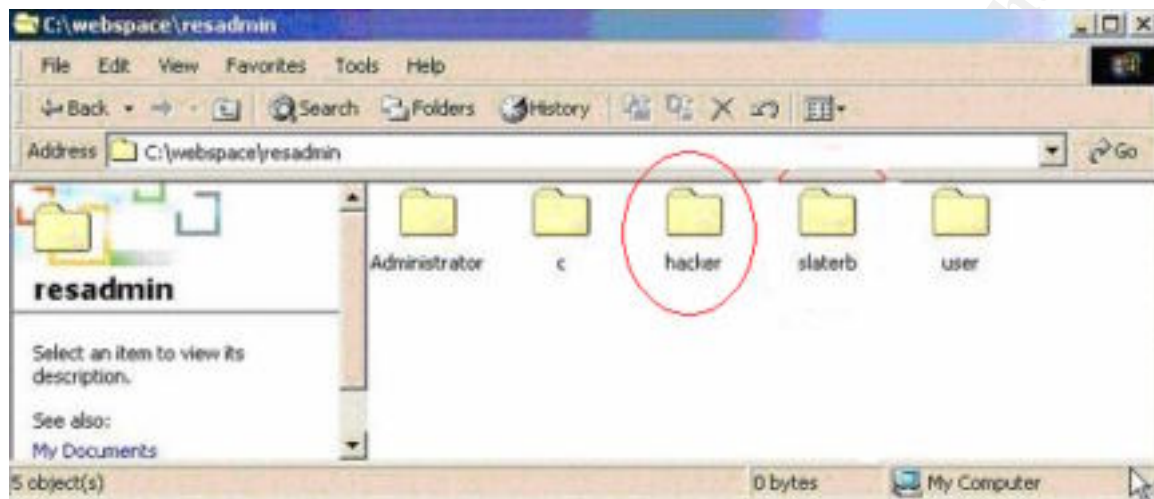 C:\webspace\resadmin
File Edit View Favorites Tools Help
Back Search Folders History
Address C:\webspace\resadmin Go
Administrator c hacker slaterb user
resadmin
Select an item to view its
description.
See also:
My Documents
5 object(s) 0 bytes My Computer